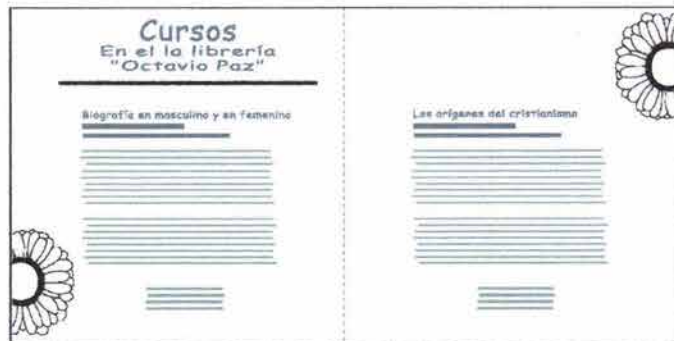 Cursos
En el la librería
"Octavio Paz"
Biografía en masculino y en femenino
Los orígenes del cristianismo